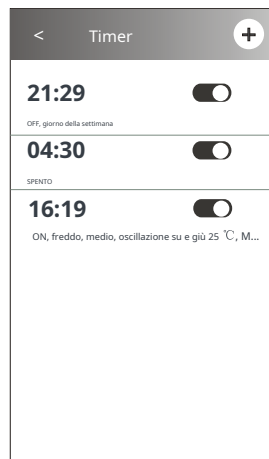 < Timer +
21:29
OFF, giorno della settimana
04:30
SPENTO
16:19
ON, freddo, medio, oscillazione su e giù 25 ℃, M...